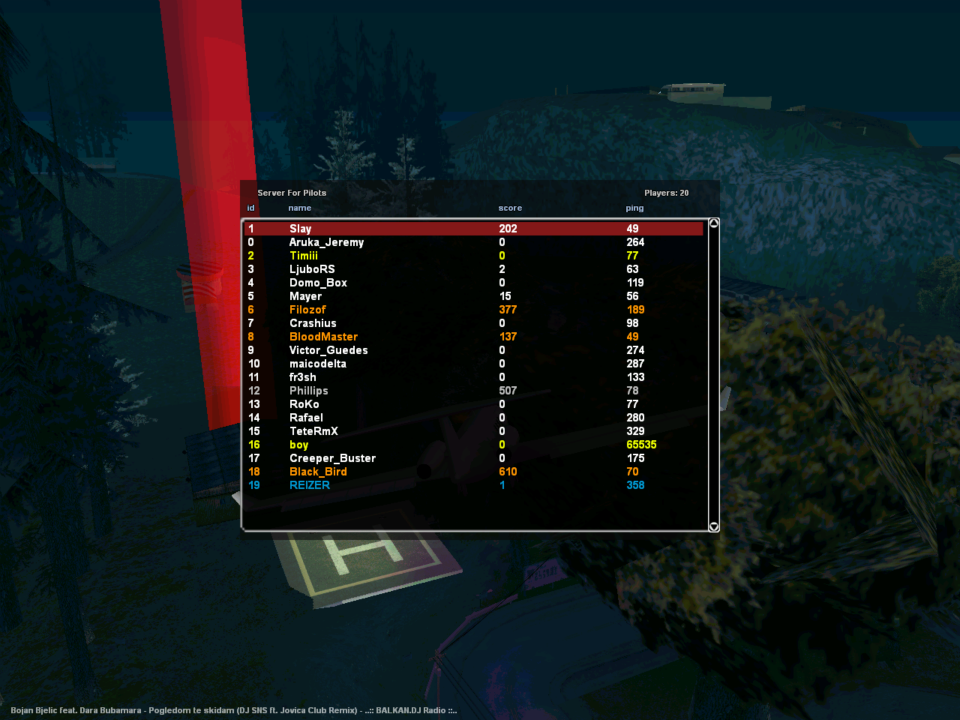 Server For Pilots Players: 20
id name score ping
1 Slay 202 49
0 Aruka_Jeremy 0 264
2 Timiii 0 77
3 LjuboRS 2 63
4 Domo_Box 0 119
5 Mayer 15 56
6 Filozof 377 189
7 Crashius 0 98
8 BloodMaster 137 49
9 Victor_Guedes 0 274
10 maicodelta 0 287
11 fr3sh 0 133
12 Phillips 507 78
13 RoKo 0 77
14 Rafael 0 280
15 TeteRmX 0 329
16 boy 0 65535
17 Creeper_Buster 0 175
18 Black_Bird 610 70
19 REIZER 1 358
H
Bojan Bjelic feat. Dara Bubamara - Pogledom te skidam (DJ SNS ft. Jovica Club Remix) - ..:: BALKAN.DJ Radio ::..